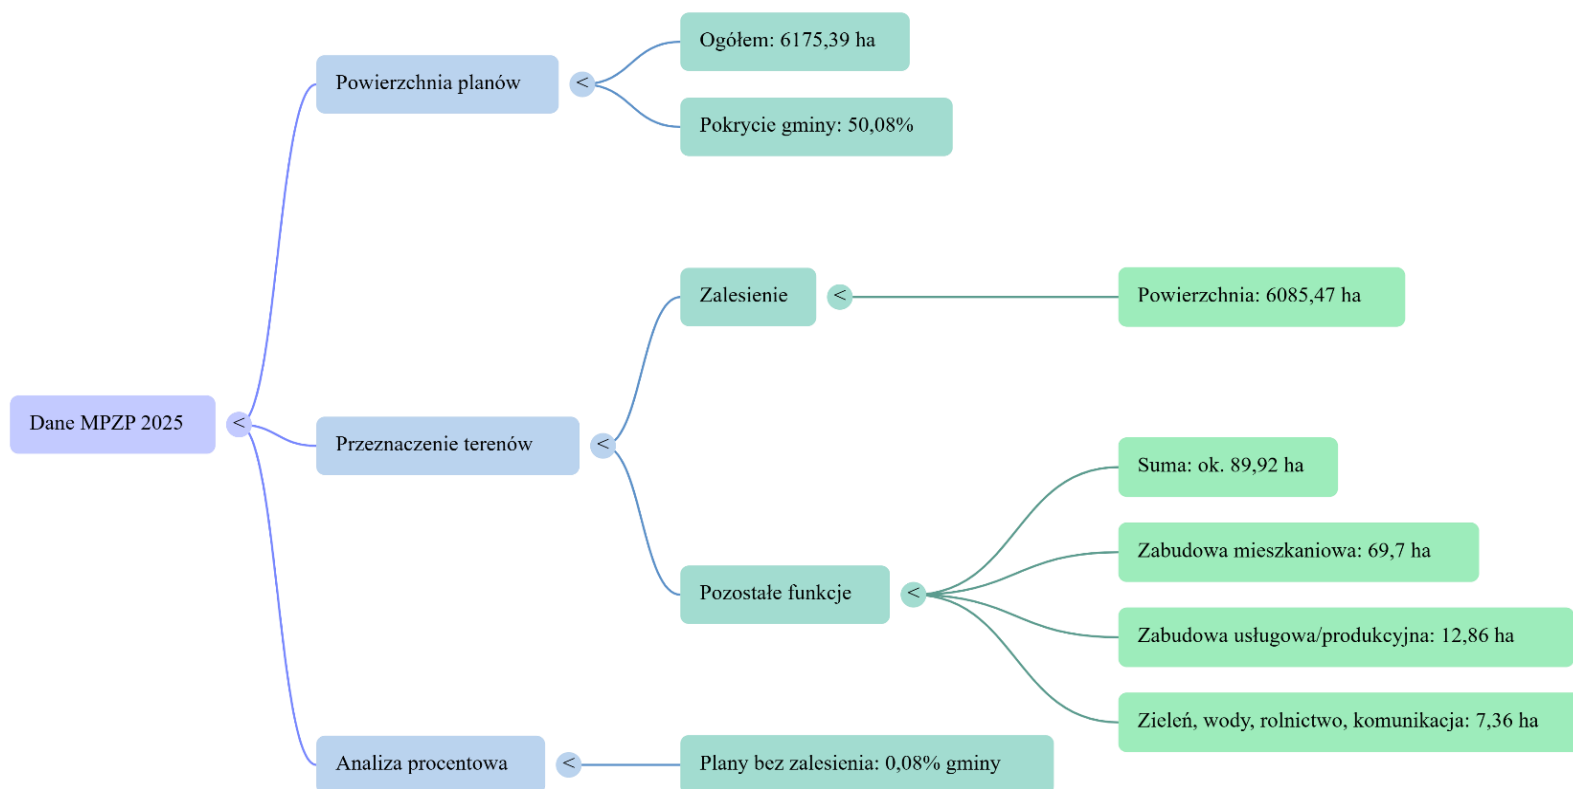 Dane MPZP 2025
<
Powierzchnia planów
<
Ogółem: 6175,39 ha
Pokrycie gminy: 50,08%
Przeznaczenie terenów
<
Zalesienie
<
Powierzchnia: 6085,47 ha
Pozostałe funkcje
<
Suma: ok. 89,92 ha
Zabudowa mieszkaniowa: 69,7 ha
Zabudowa usługowa/produkcyjna: 12,86 ha
Zieleń, wody, rolnictwo, komunikacja: 7,36 ha
Analiza procentowa
<
Plany bez zalesienia: 0,08% gminy